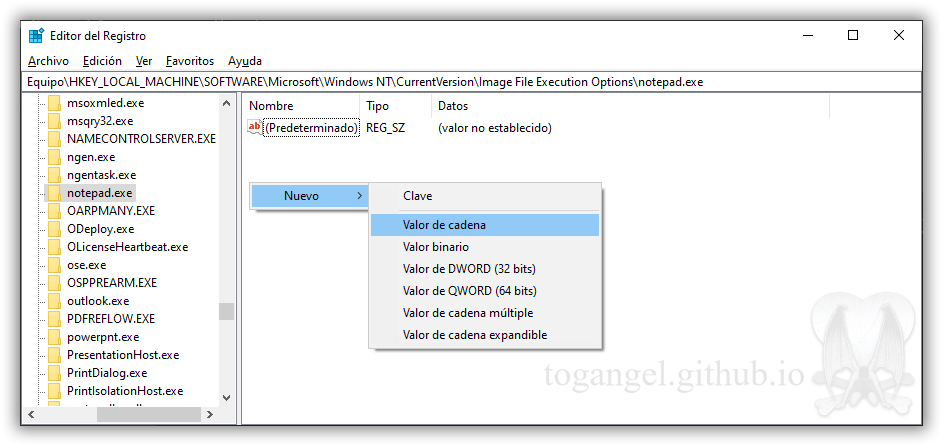 Editor del Registro
Archivo Edición Ver Favoritos Ayuda
Equipo\HKEY_LOCAL_MACHINE\SOFTWARE\Microsoft\Windows NT\CurrentVersion\Image File Execution Options\notepad.exe
msoxmled.exe
msqry32.exe
NAMECONTROLSERVER.EXE
ngen.exe
ngentask.exe
notepad.exe
OARPMANY.EXE
ODeploy.exe
OLicenseHeartbeat.exe
ose.exe
OSPPREARM.EXE
outlook.exe
PDFREFLOW.EXE
powerpnt.exe
PresentationHost.exe
PrintDialog.exe
PrintIsolationHost.exe
Nombre Tipo Datos
ab (Predeterminado) REG_SZ (valor no establecido)
Nuevo
Clave
Valor de cadena
Valor binario
Valor de DWORD (32 bits)
Valor de QWORD (64 bits)
Valor de cadena múltiple
Valor de cadena expandible
togangel.github.io